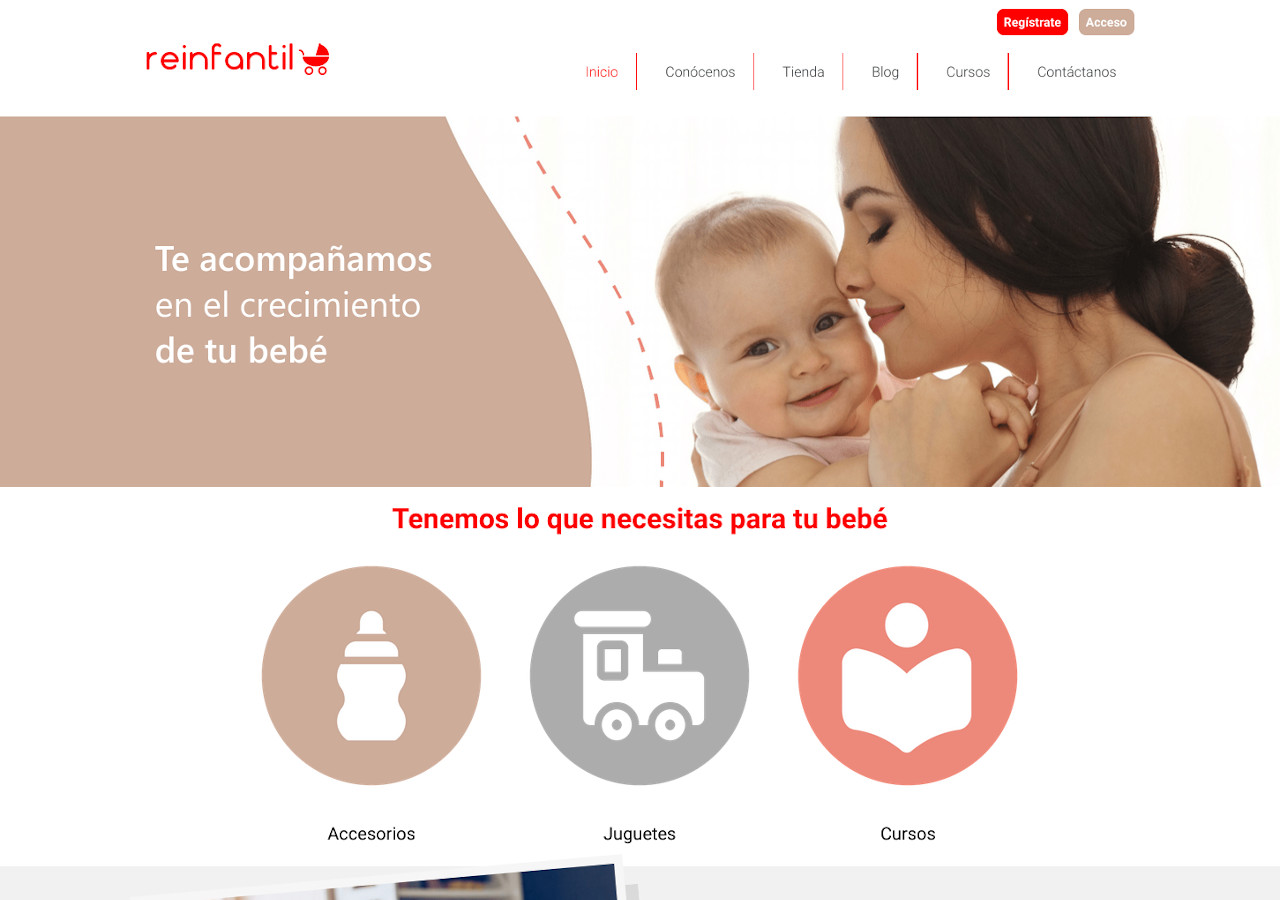 Regístrate Acceso
reinfantil
Inicio Conócenos Tienda Blog Cursos Contáctanos
Te acompañamos
en el crecimiento
de tu bebé
Tenemos lo que necesitas para tu bebé
Accesorios Juguetes Cursos